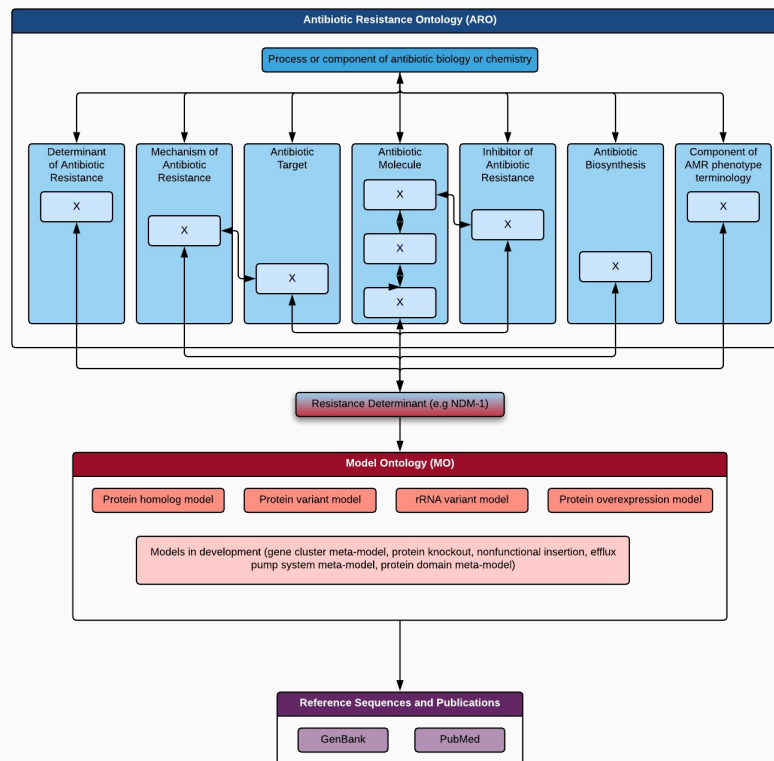 Antibiotic Resistance Ontology (ARO)
Process or component of antibiotic biology or chemistry
Determinant
of Antibiotic
Resistance
X
Mechanism of
Antibiotic
Resistance
X
Antibiotic
Target
X
Antibiotic
Molecule
X
X
X
Inhibitor of
Antibiotic
Resistance
X
Antibiotic
Biosynthesis
X
Component of
AMR phenotype
terminology
X
Resistance Determinant (e.g NDM-1)
Model Ontology (MO)
Protein homolog model
Protein variant model
rRNA variant model
Protein overexpression model
Models in development (gene cluster meta-model, protein knockout, nonfunctional insertion, efflux
pump system meta-model, protein domain meta-model)
Reference Sequences and Publications
GenBank
PubMed